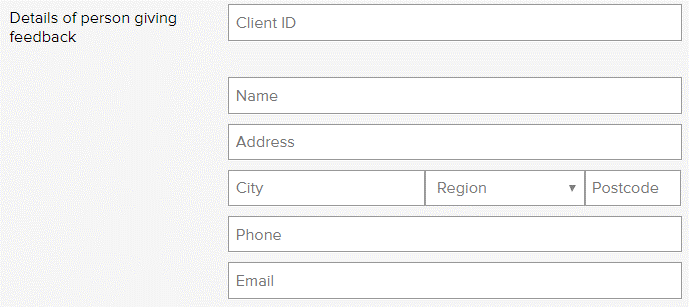 Details of person giving
feedback
Client ID
Name
Address
City
Region
Postcode
Phone
Email